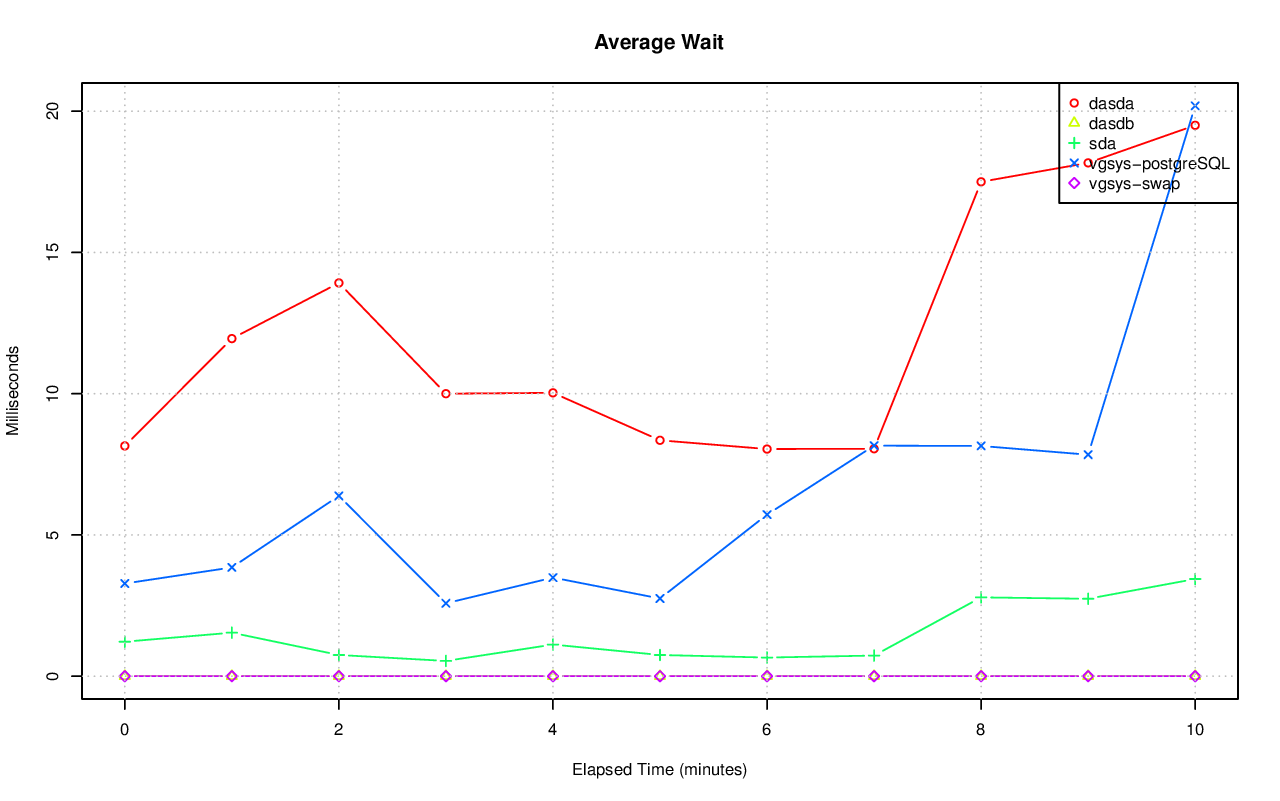 Average Wait
dasda
dasdb
sda
vgsys-postgreSQL
vgsys-swap
Milliseconds
20
15
10
5
0
0 2 4 6 8 10
Elapsed Time (minutes)